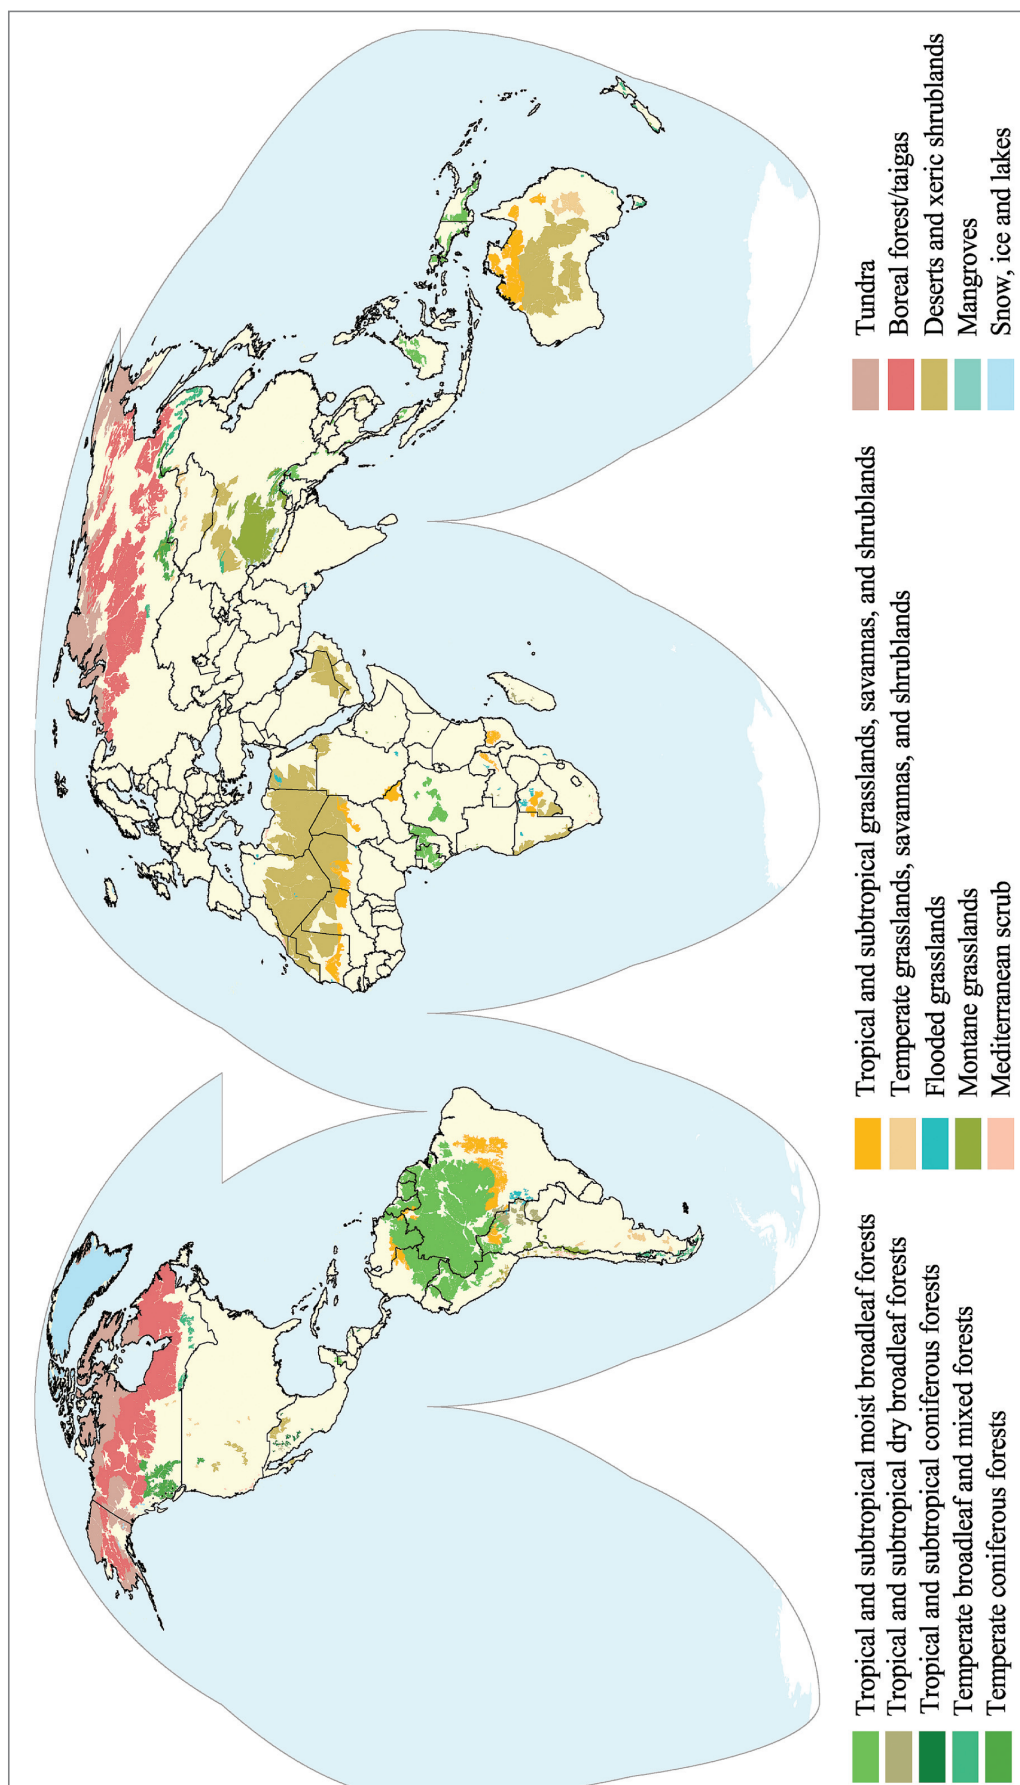 Tropical and subtropical moist broadleaf forests
Tropical and subtropical dry broadleaf forests
Tropical and subtropical coniferous forests
Temperate broadleaf and mixed forests
Temperate coniferous forests
Tropical and subtropical grasslands, savannas, and shrublands
Temperate grasslands, savannas, and shrublands
Flooded grasslands
Montane grasslands
Mediterranean scrub
Tundra
Boreal forest/taigas
Deserts and xeric shrublands
Mangroves
Snow, ice and lakes